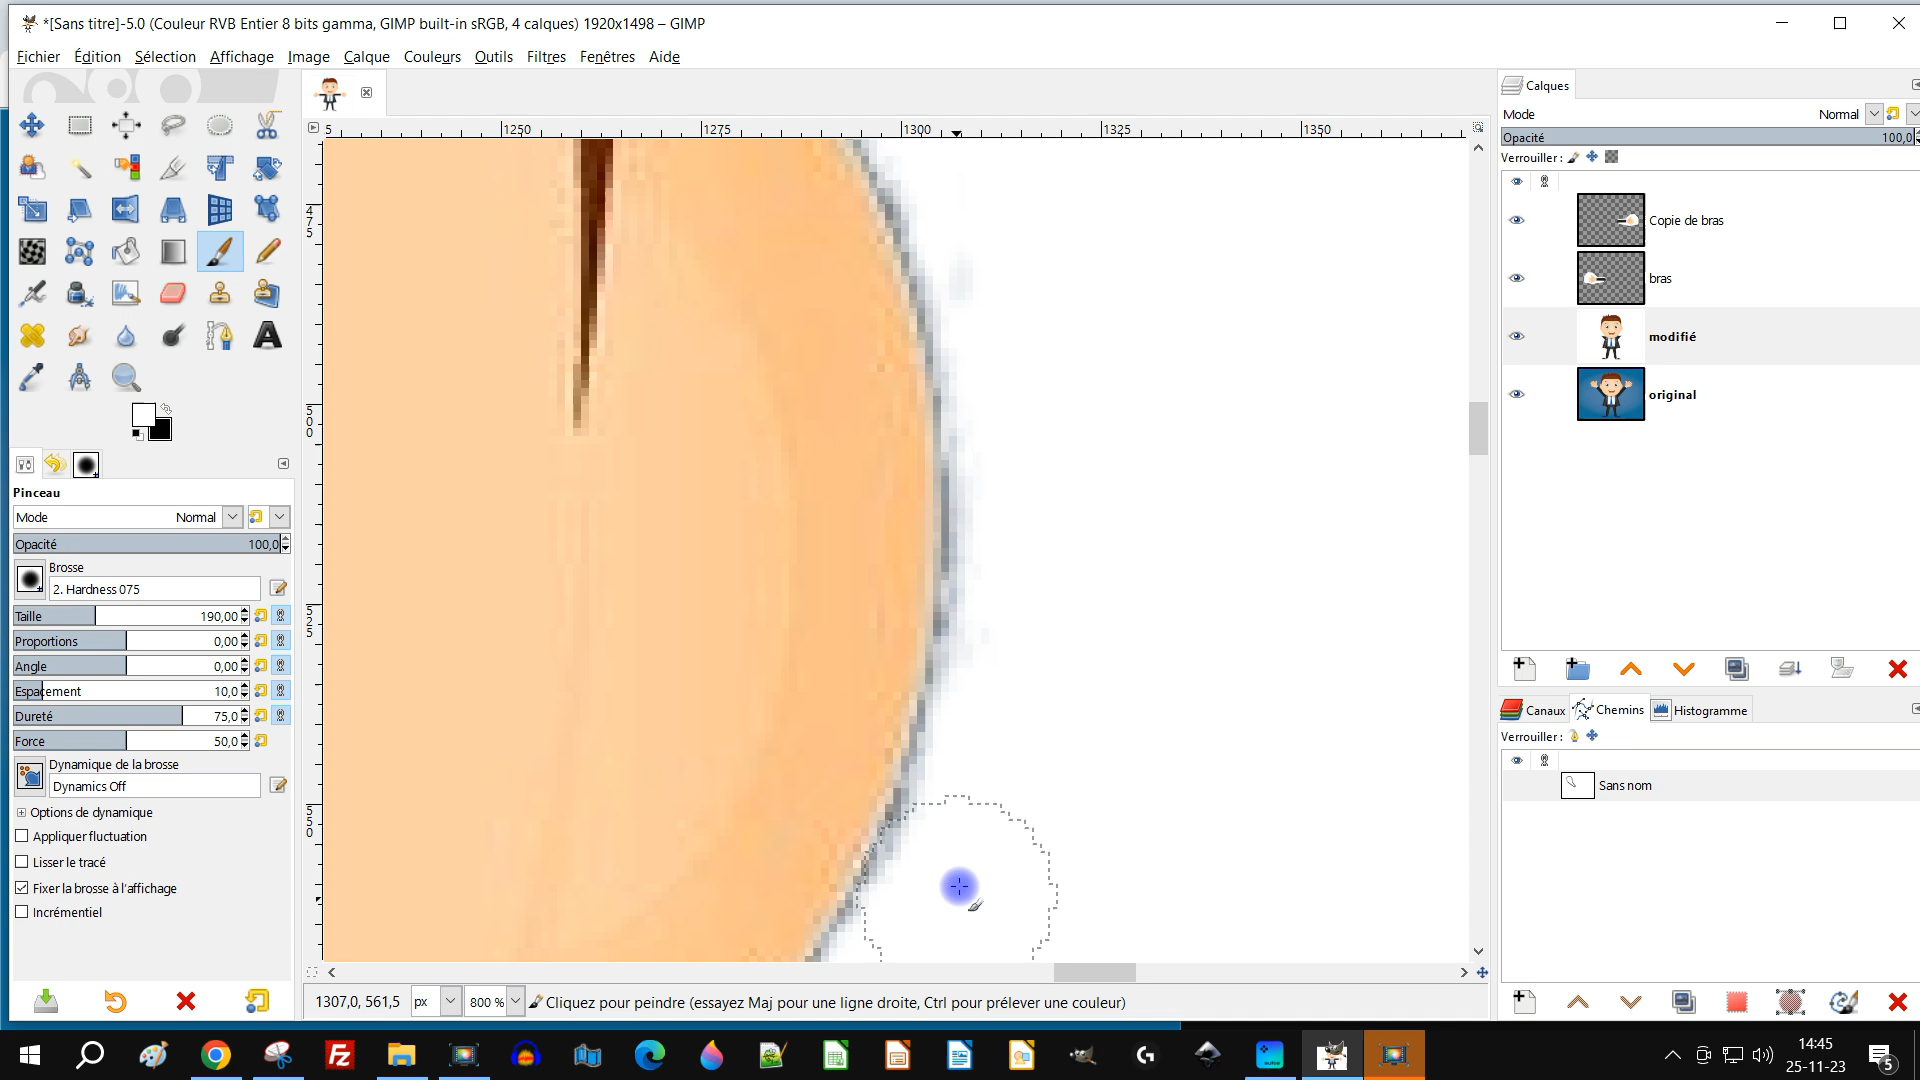 *[Sans titre]-5.0 (Couleur RVB Entier 8 bits gamma, GIMP built-in sRGB, 4 calques) 1920x1498 – GIMP
Fichier Édition Sélection Affichage Image Calque Couleurs Outils Filtres Fenêtres Aide
5 1250 1275 1300 1325 1350
475
500
525
550
Pinceau
Mode Normal
Opacité 100,0
Brosse
2. Hardness 075
Taille 190,00
Proportions 0,00
Angle 0,00
Espacement 10,0
Dureté 75,0
Force 50,0
Dynamique de la brosse
Dynamics Off
Options de dynamique
Appliquer fluctuation
Lisser le tracé
Fixer la brosse à l'affichage
Incrémentiel
1307,0, 561,5 px 800 % Cliquez pour peindre (essayez Maj pour une ligne droite, Ctrl pour prélever une couleur)
Calques
Mode Normal
Opacité 100,0
Verrouiller :
Copie de bras
bras
modifié
original
Canaux Chemins Histogramme
Verrouiller :
Sans nom
14:45
25-11-23
5